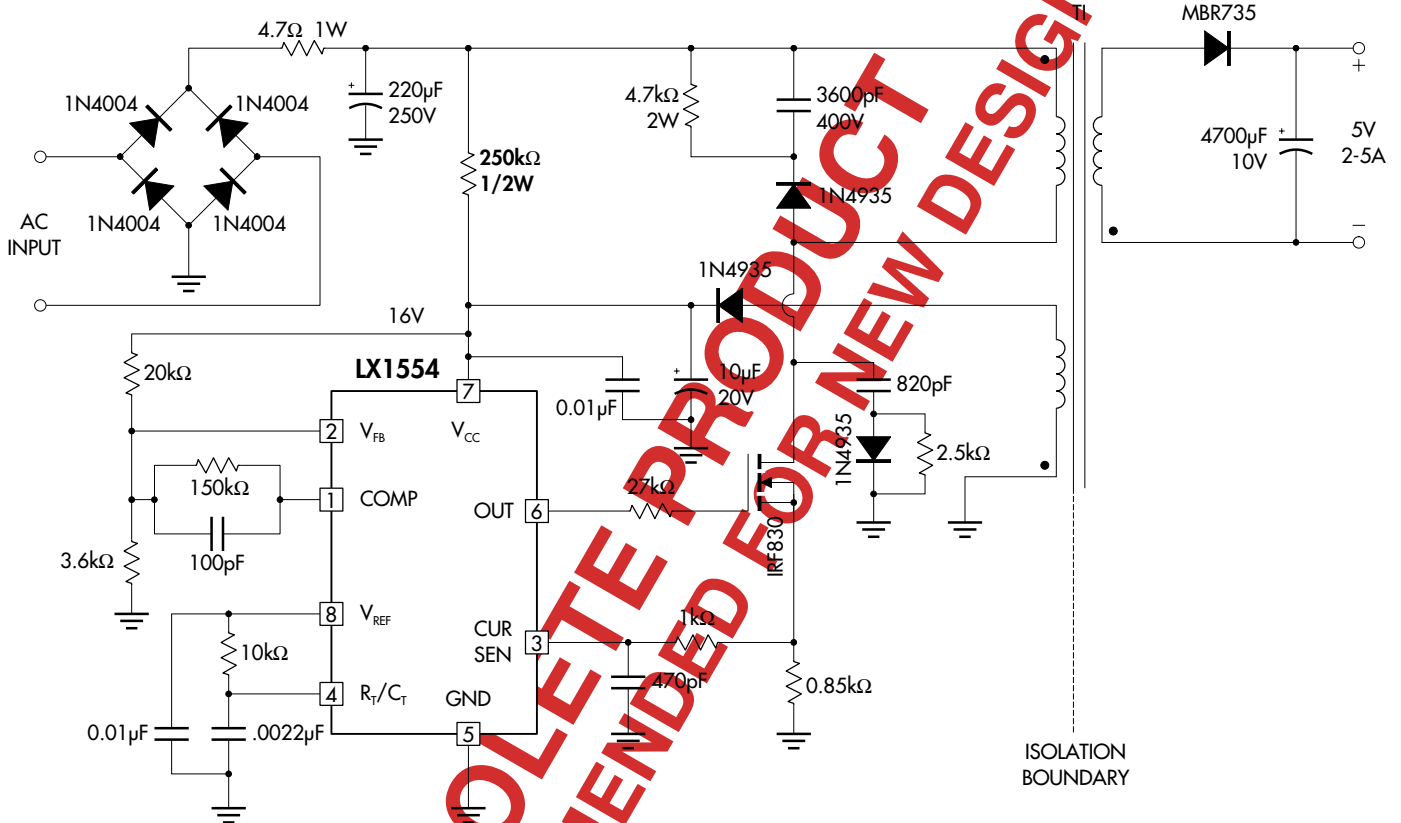 4.7Ω 1W
TI
MBR735
1N4004
1N4004
220µF
250V
4.7kΩ
2W
3600pF
400V
4700µF
10V
5V
2-5A
+
–
250kΩ
1/2W
1N4935
1N4004
1N4004
AC
INPUT
1N4935
16V
20kΩ
LX1554
7
VCC
0.01µF
10µF
20V
820pF
1N4935
2.5kΩ
2
VFB
150kΩ
100pF
1
COMP
OUT
6
27kΩ
IRF830
3.6kΩ
8
VREF
10kΩ
CUR
SEN
3
1kΩ
470pF
0.85kΩ
4
RT/CT
GND
5
0.01µF
.0022µF
ISOLATION
BOUNDARY
OLETE PRODUCT
ENDED FOR NEW DESIGN